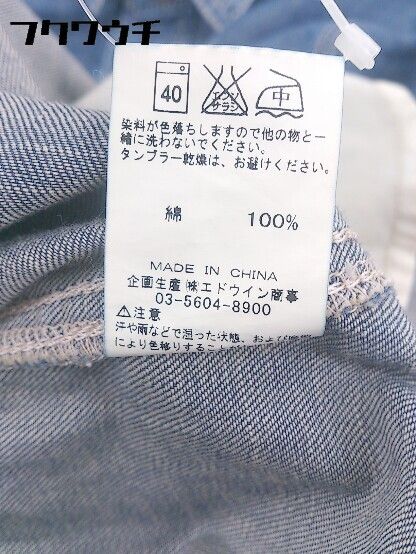 フクワウチ
40
エンソ
サラシ
中
染料が色落ちしますので他の物と一
緒に洗わないでください。
タンブラー乾燥は、お避けください。
綿 100%
MADE IN CHINA
企画生産㈱エドウイン商事
03-5604-8900
⚠注意
汗や雨などで湿った状態、および摩擦
により色移りすることが